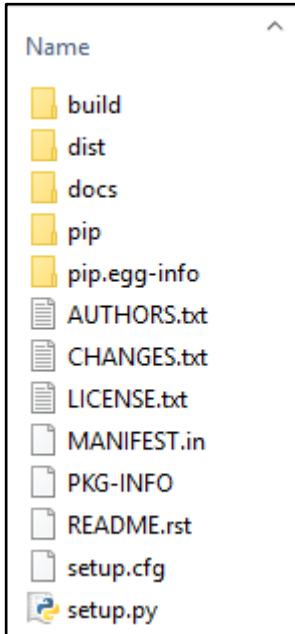 Name
build
dist
docs
pip
pip.egg-info
AUTHORS.txt
CHANGES.txt
LICENSE.txt
MANIFEST.in
PKG-INFO
README.rst
setup.cfg
setup.py